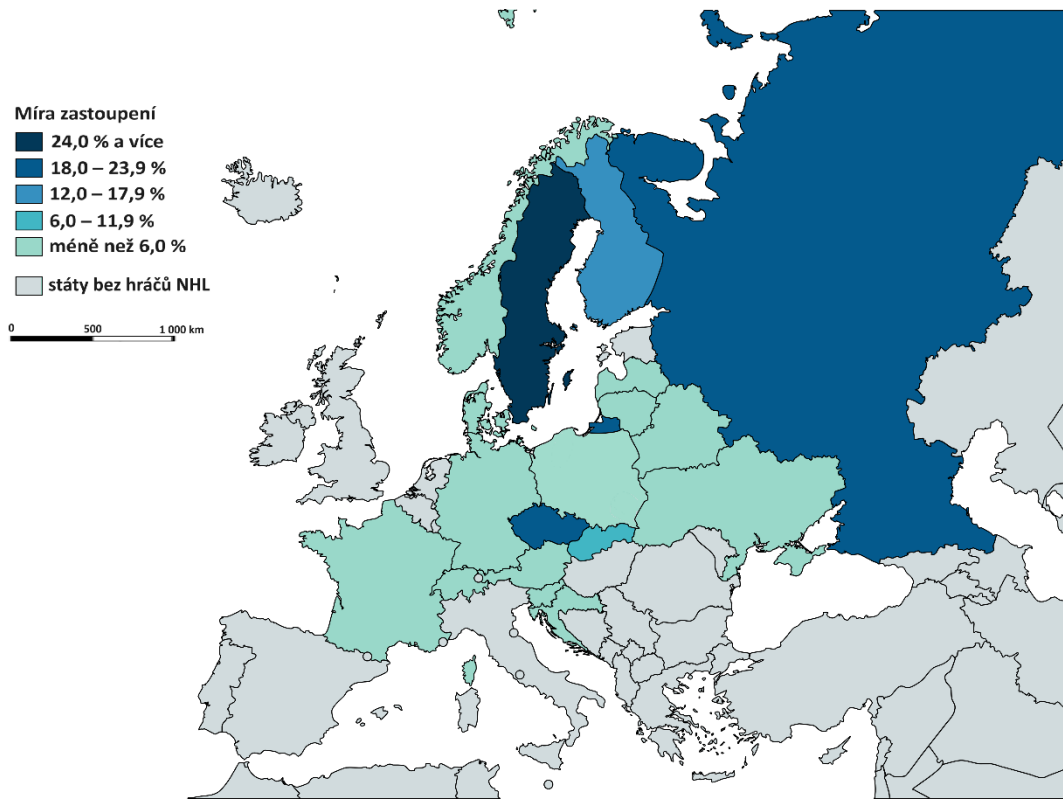 Míra zastoupení
24,0 % a více
18,0 – 23,9 %
12,0 – 17,9 %
6,0 – 11,9 %
méně než 6,0 %
státy bez hráčů NHL
0 500 1 000 km